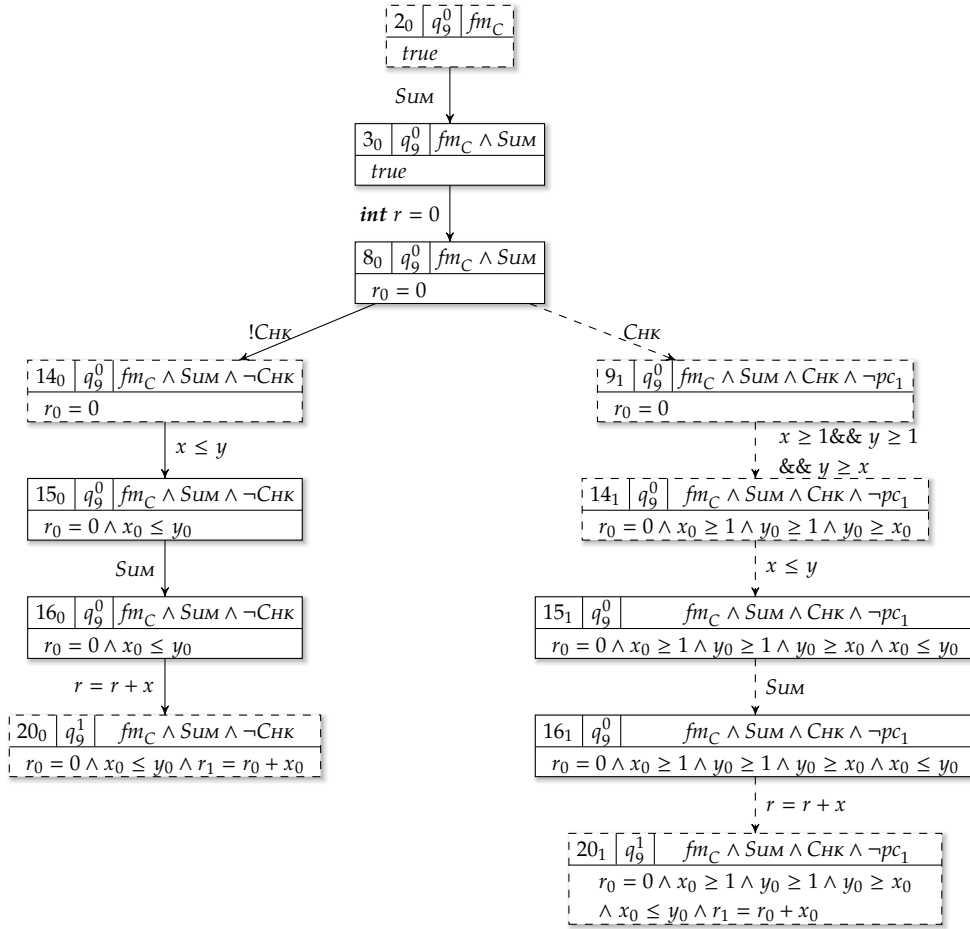 2₀ q₉⁰ fm_C
true
Sum
3₀ q₉⁰ fm_C ∧ Sum
true
int r = 0
8₀ q₉⁰ fm_C ∧ Sum
r₀ = 0
!Chk Chk
14₀ q₉⁰ fm_C ∧ Sum ∧ ¬Chk
r₀ = 0
9₁ q₉⁰ fm_C ∧ Sum ∧ Chk ∧ ¬pc₁
r₀ = 0
x ≤ y
x ≥ 1&& y ≥ 1
&& y ≥ x
15₀ q₉⁰ fm_C ∧ Sum ∧ ¬Chk
r₀ = 0 ∧ x₀ ≤ y₀
14₁ q₉⁰ fm_C ∧ Sum ∧ Chk ∧ ¬pc₁
r₀ = 0 ∧ x₀ ≥ 1 ∧ y₀ ≥ 1 ∧ y₀ ≥ x₀
Sum
x ≤ y
16₀ q₉⁰ fm_C ∧ Sum ∧ ¬Chk
r₀ = 0 ∧ x₀ ≤ y₀
15₁ q₉⁰ fm_C ∧ Sum ∧ Chk ∧ ¬pc₁
r₀ = 0 ∧ x₀ ≥ 1 ∧ y₀ ≥ 1 ∧ y₀ ≥ x₀ ∧ x₀ ≤ y₀
r = r + x
Sum
20₀ q₉¹ fm_C ∧ Sum ∧ ¬Chk
r₀ = 0 ∧ x₀ ≤ y₀ ∧ r₁ = r₀ + x₀
16₁ q₉⁰ fm_C ∧ Sum ∧ Chk ∧ ¬pc₁
r₀ = 0 ∧ x₀ ≥ 1 ∧ y₀ ≥ 1 ∧ y₀ ≥ x₀ ∧ x₀ ≤ y₀
r = r + x
20₁ q₉¹ fm_C ∧ Sum ∧ Chk ∧ ¬pc₁
r₀ = 0 ∧ x₀ ≥ 1 ∧ y₀ ≥ 1 ∧ y₀ ≥ x₀
∧ x₀ ≤ y₀ ∧ r₁ = r₀ + x₀